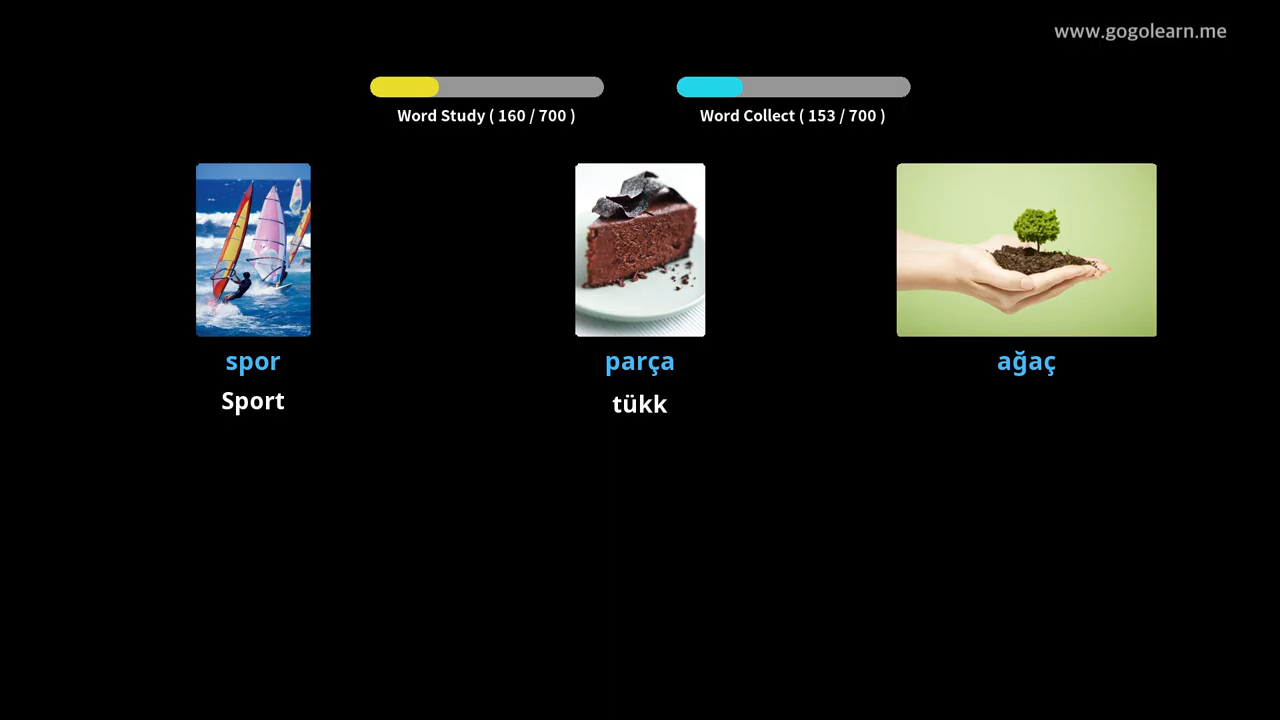 www.gogolearn.me
Word Study ( 160 / 700 )
Word Collect ( 153 / 700 )
spor
parça
ağaç
Sport
tükk